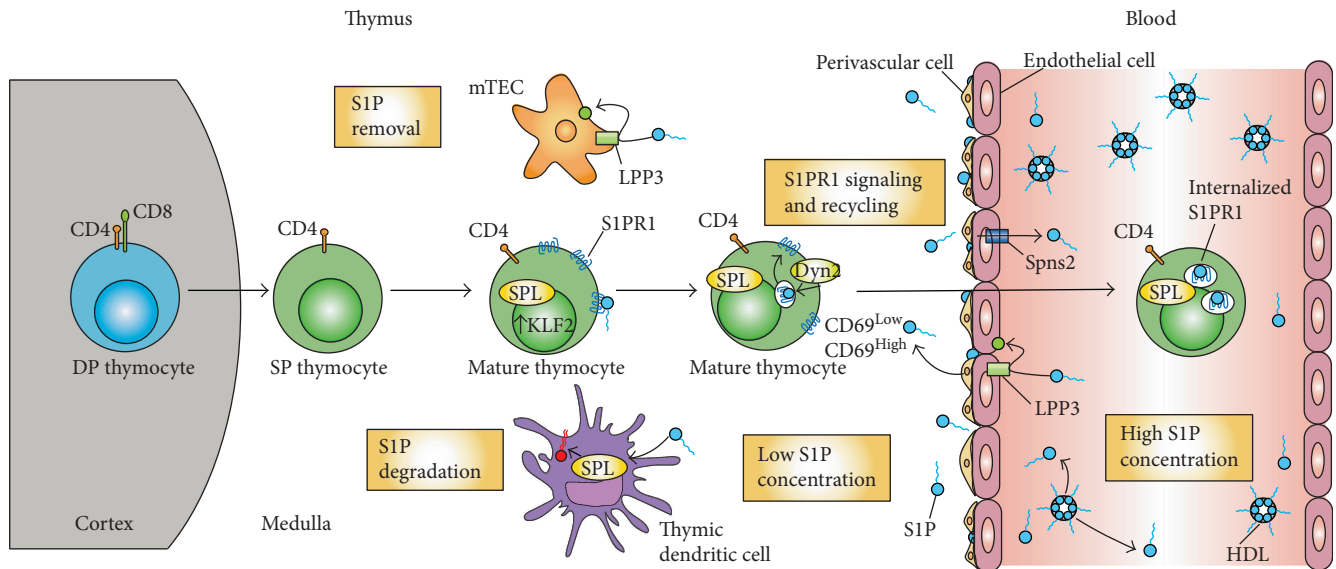 Thymus
Blood
S1P
removal
mTEC
LPP3
Perivascular cell
Endothelial cell
CD4
CD8
DP thymocyte
CD4
SP thymocyte
CD4
S1PR1
SPL
↑KLF2
Mature thymocyte
S1PR1 signaling
and recycling
CD4
SPL
Dyn2
Mature thymocyte
CD69Low
CD69High
Spns2
LPP3
Internalized
S1PR1
CD4
SPL
S1P
degradation
SPL
Thymic
dendritic cell
Low S1P
concentration
S1P
High S1P
concentration
HDL
Cortex
Medulla